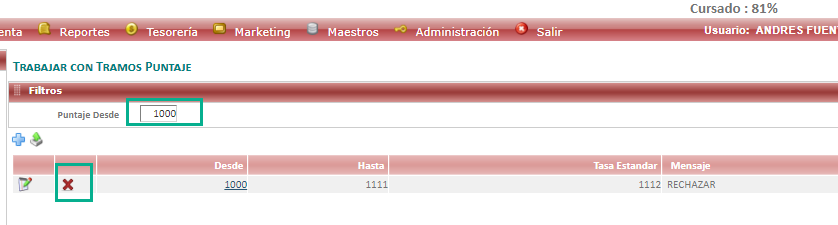 Cursado : 81%
enta Reportes Tesorería Marketing Maestros Administración Salir Usuario: ANDRES FUEN
TRABAJAR CON TRAMOS PUNTAJE
Filtros
Puntaje Desde 1000
Desde Hasta Tasa Estandar Mensaje
1000 1111 1112 RECHAZAR